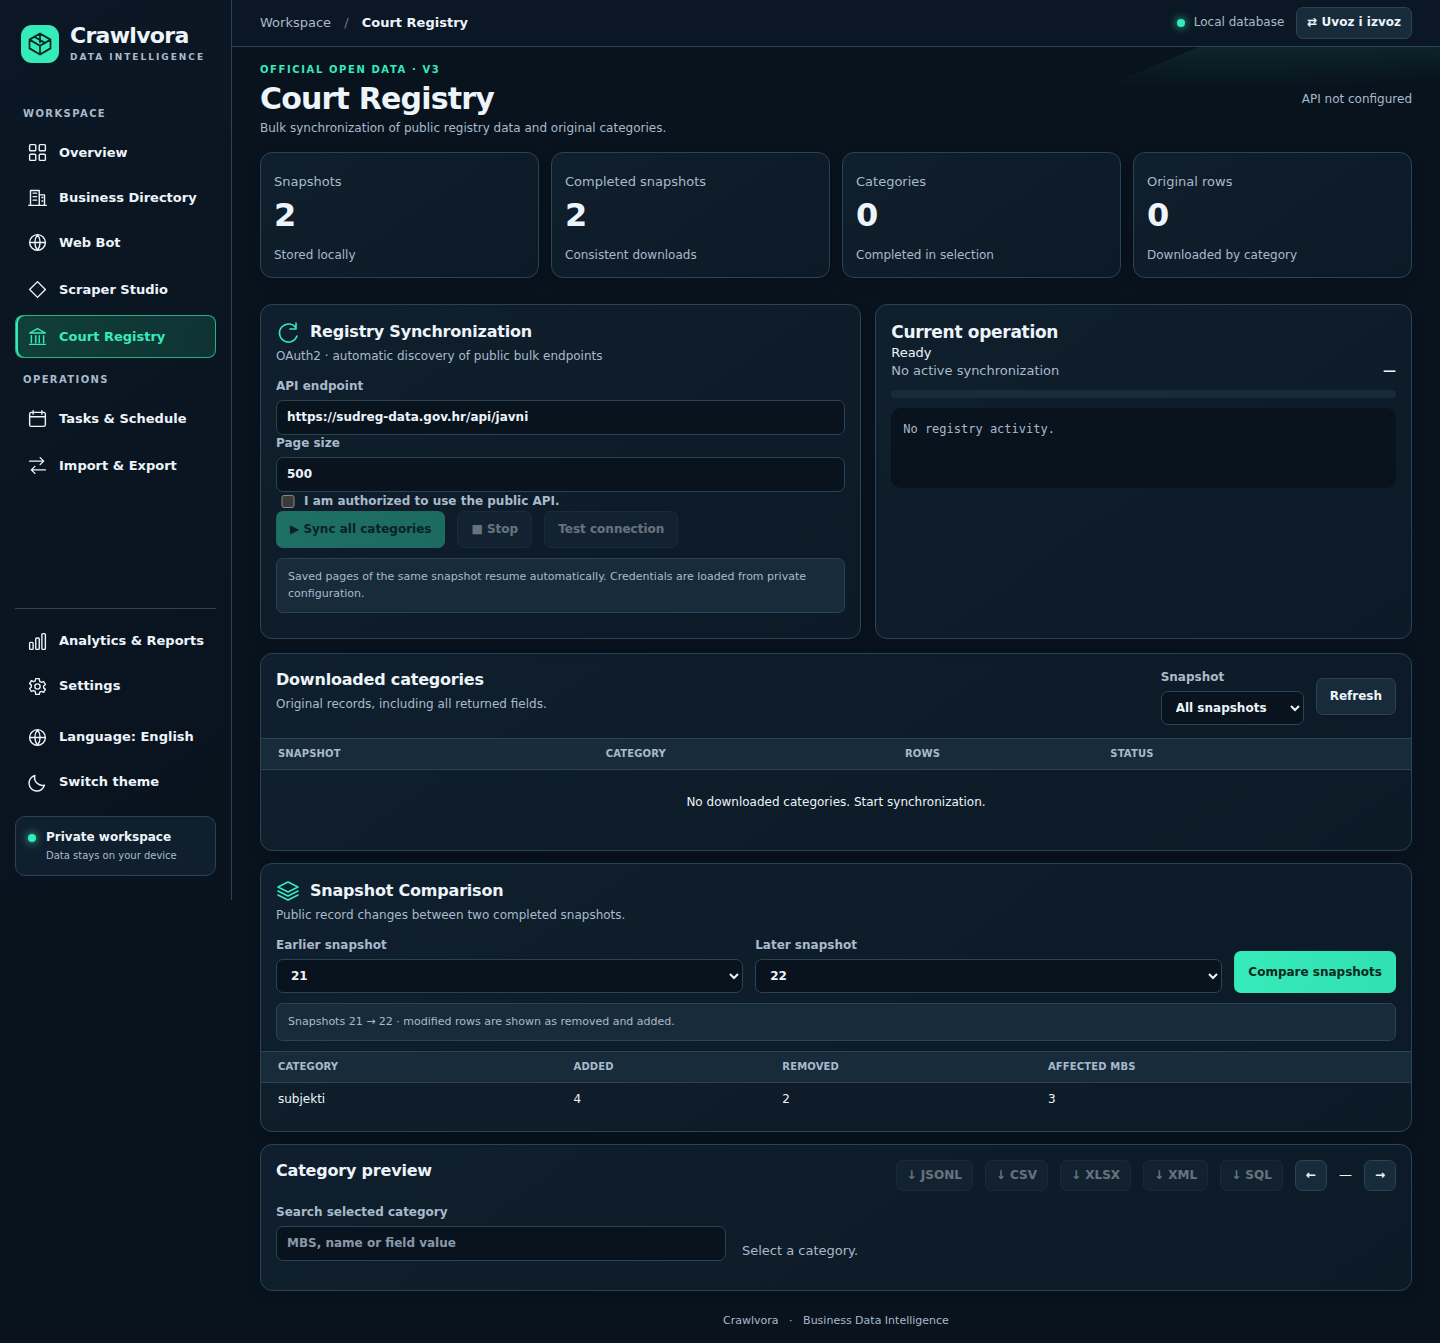 Crawlvora
DATA INTELLIGENCE
WORKSPACE
Overview
Business Directory
Web Bot
Scraper Studio
Court Registry
OPERATIONS
Tasks & Schedule
Import & Export
Analytics & Reports
Settings
Language: English
Switch theme
Private workspace
Data stays on your device
Workspace / Court Registry
Local database
⇄ Uvoz i izvoz
OFFICIAL OPEN DATA · V3
Court Registry
Bulk synchronization of public registry data and original categories.
API not configured
Snapshots
2
Stored locally
Completed snapshots
2
Consistent downloads
Categories
0
Completed in selection
Original rows
0
Downloaded by category
Registry Synchronization
OAuth2 · automatic discovery of public bulk endpoints
API endpoint
https://sudreg-data.gov.hr/api/javni
Page size
500
I am authorized to use the public API.
▶ Sync all categories
■ Stop
Test connection
Saved pages of the same snapshot resume automatically. Credentials are loaded from private
configuration.
Current operation
Ready
No active synchronization —
No registry activity.
Downloaded categories
Original records, including all returned fields.
Snapshot
All snapshots
Refresh
SNAPSHOT CATEGORY ROWS STATUS
No downloaded categories. Start synchronization.
Snapshot Comparison
Public record changes between two completed snapshots.
Earlier snapshot
21
Later snapshot
22
Compare snapshots
Snapshots 21 → 22 · modified rows are shown as removed and added.
CATEGORY ADDED REMOVED AFFECTED MBS
subjekti 4 2 3
Category preview
↓ JSONL
↓ CSV
↓ XLSX
↓ XML
↓ SQL
← — →
Search selected category
MBS, name or field value
Select a category.
Crawlvora · Business Data Intelligence